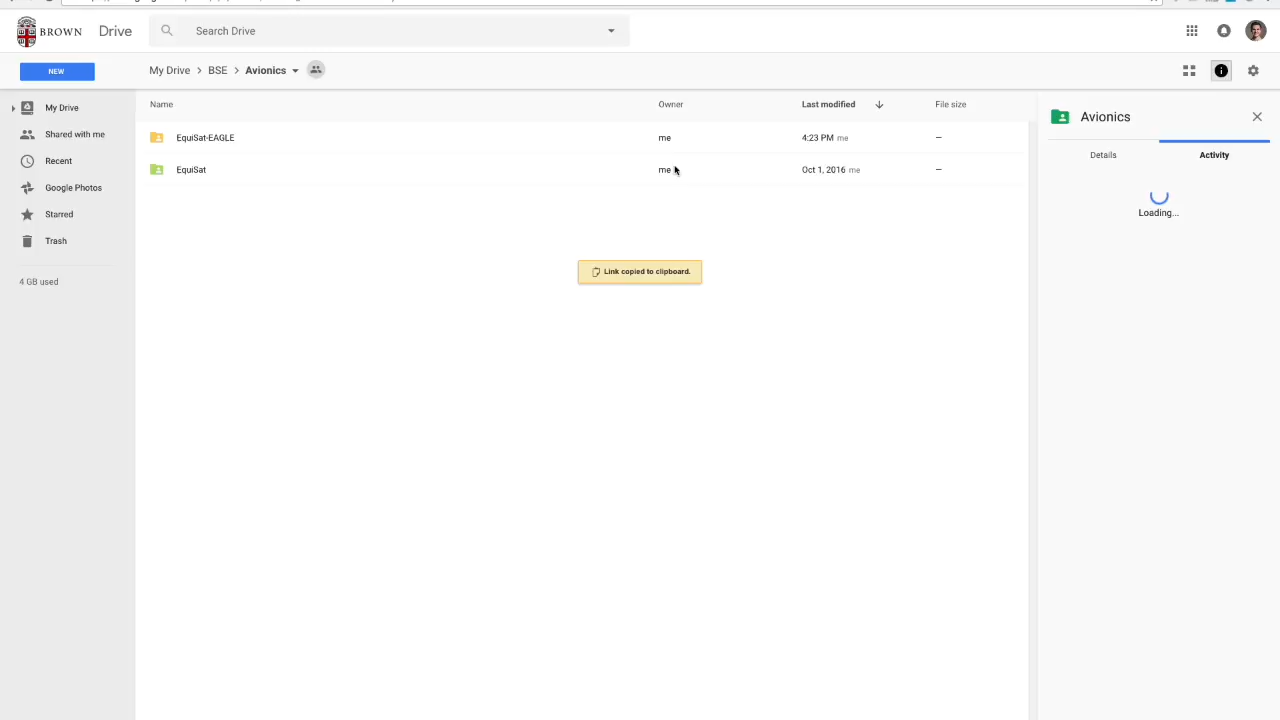 BROWN Drive Search Drive
NEW My Drive BSE Avionics
My Drive
Shared with me
Recent
Google Photos
Starred
Trash
4 GB used
Name Owner Last modified File size
EquiSat-EAGLE me 4:23 PM me –
EquiSat me Oct 1, 2016 me –
Link copied to clipboard.
Avionics
Details Activity
Loading...